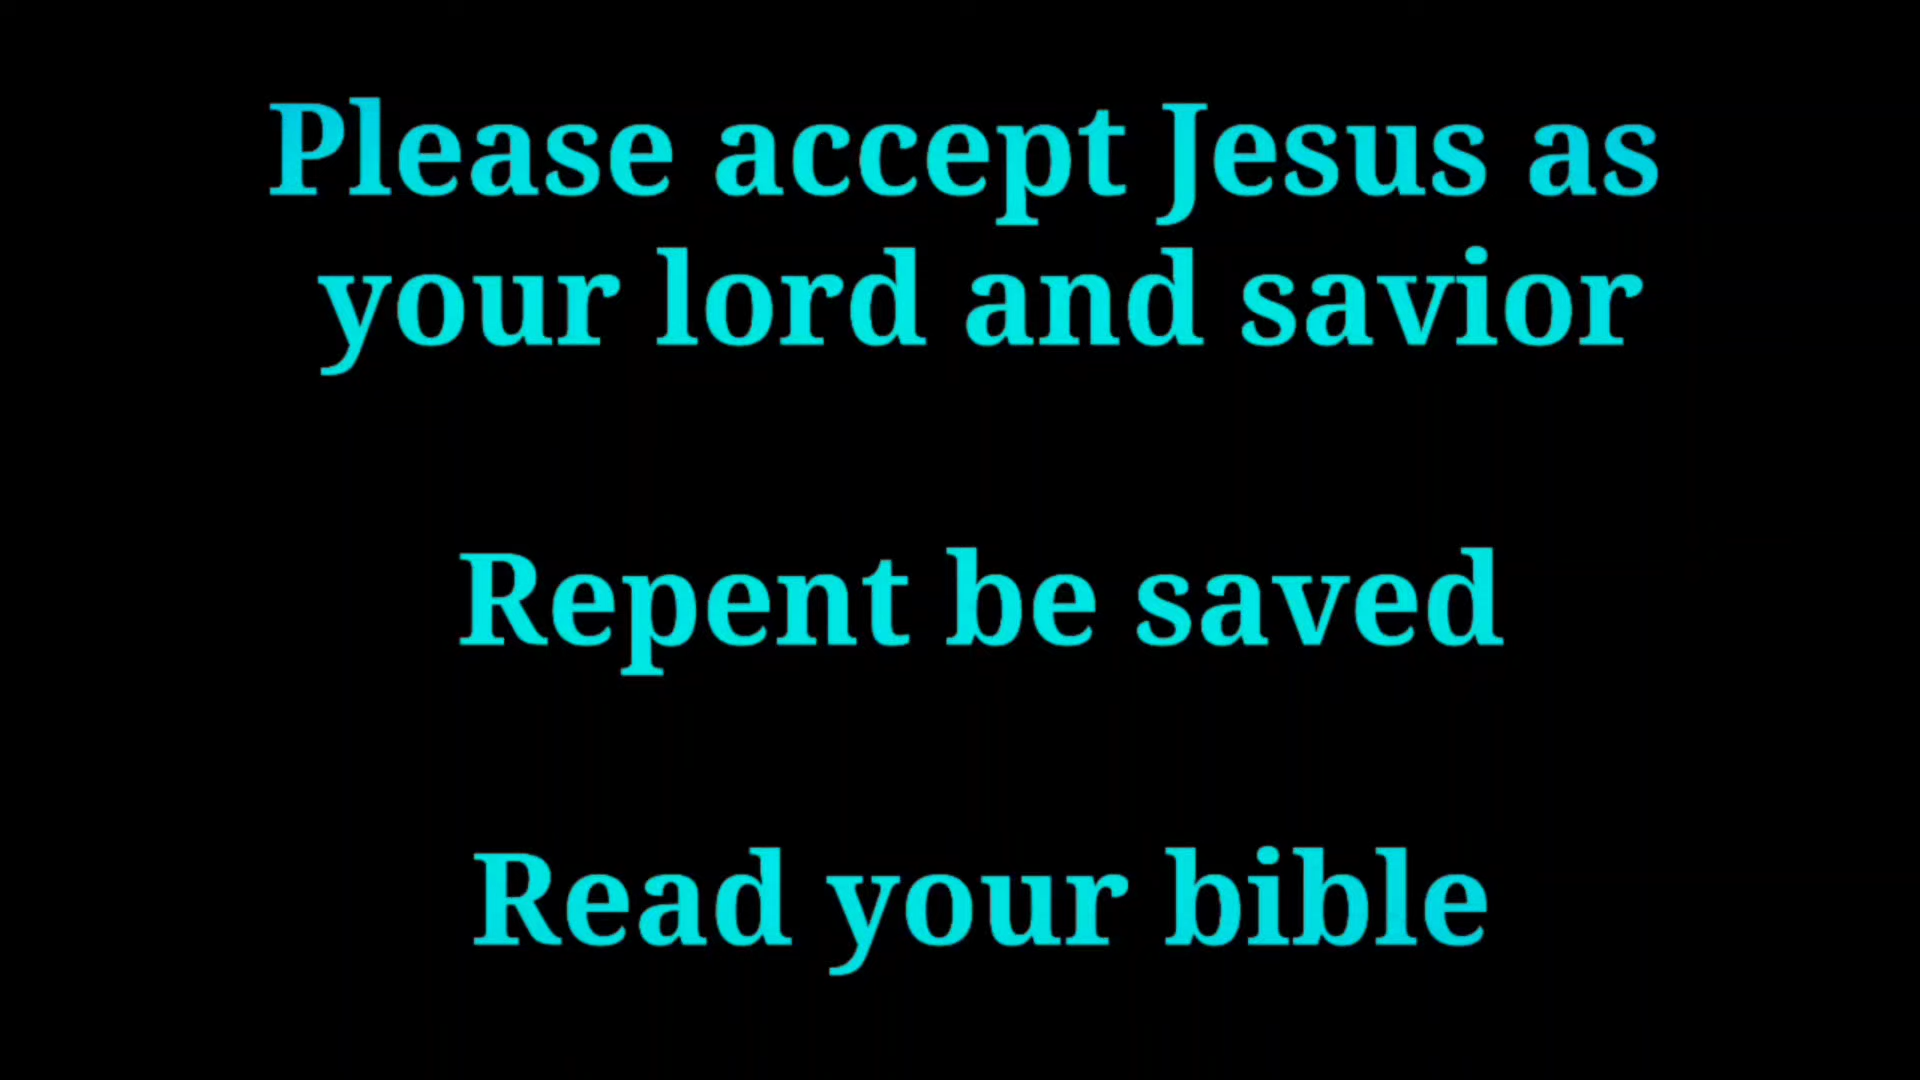 Please accept Jesus as
your lord and savior
Repent be saved
Read your bible